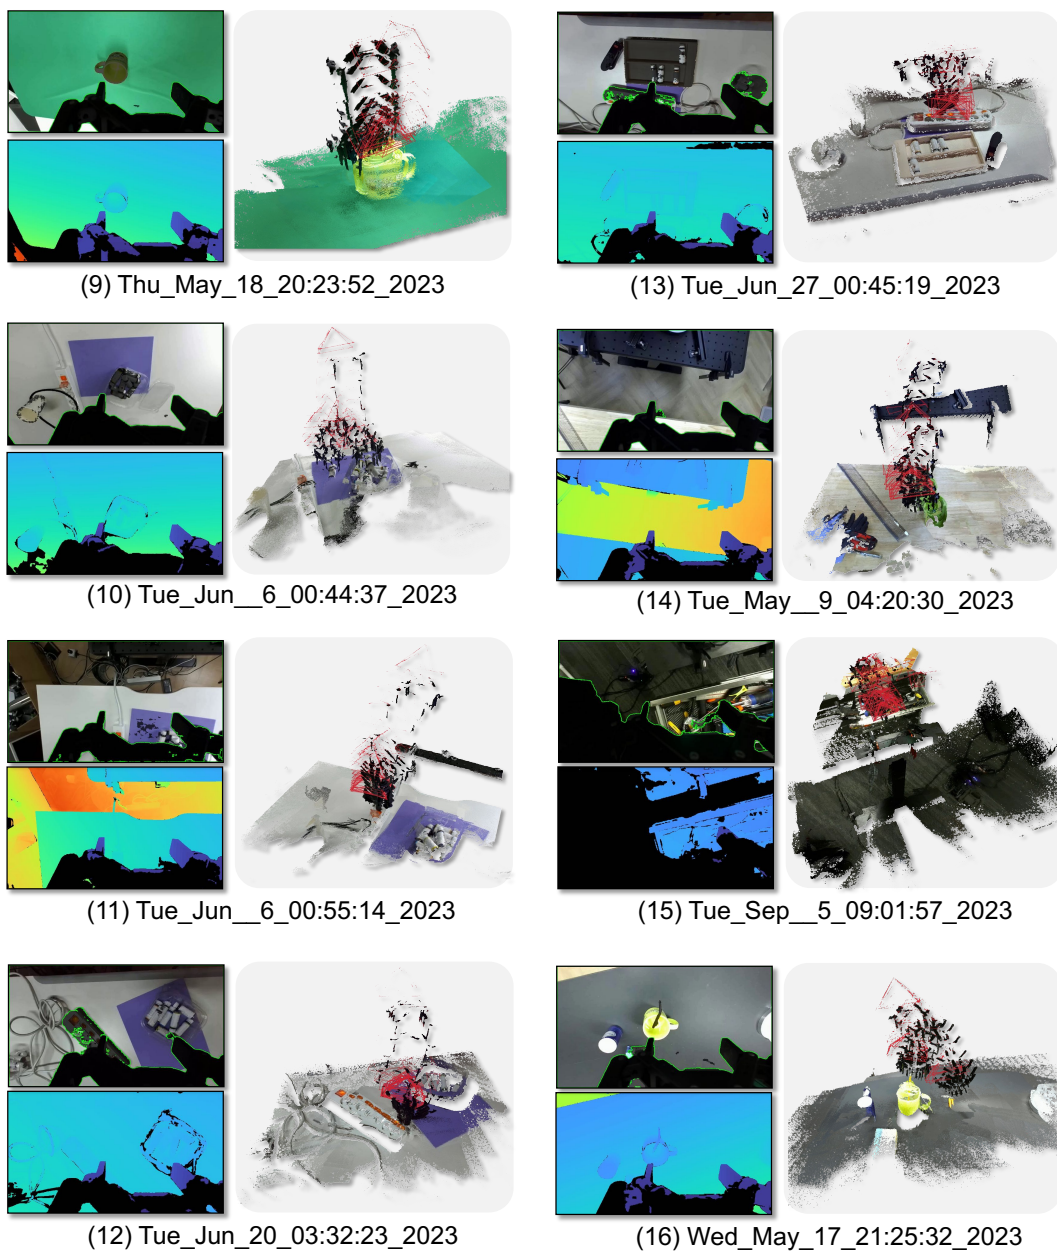 (9) Thu_May_18_20:23:52_2023
(13) Tue_Jun_27_00:45:19_2023
(10) Tue_Jun__6_00:44:37_2023
(14) Tue_May__9_04:20:30_2023
(11) Tue_Jun__6_00:55:14_2023
(15) Tue_Sep__5_09:01:57_2023
(12) Tue_Jun_20_03:32:23_2023
(16) Wed_May_17_21:25:32_2023